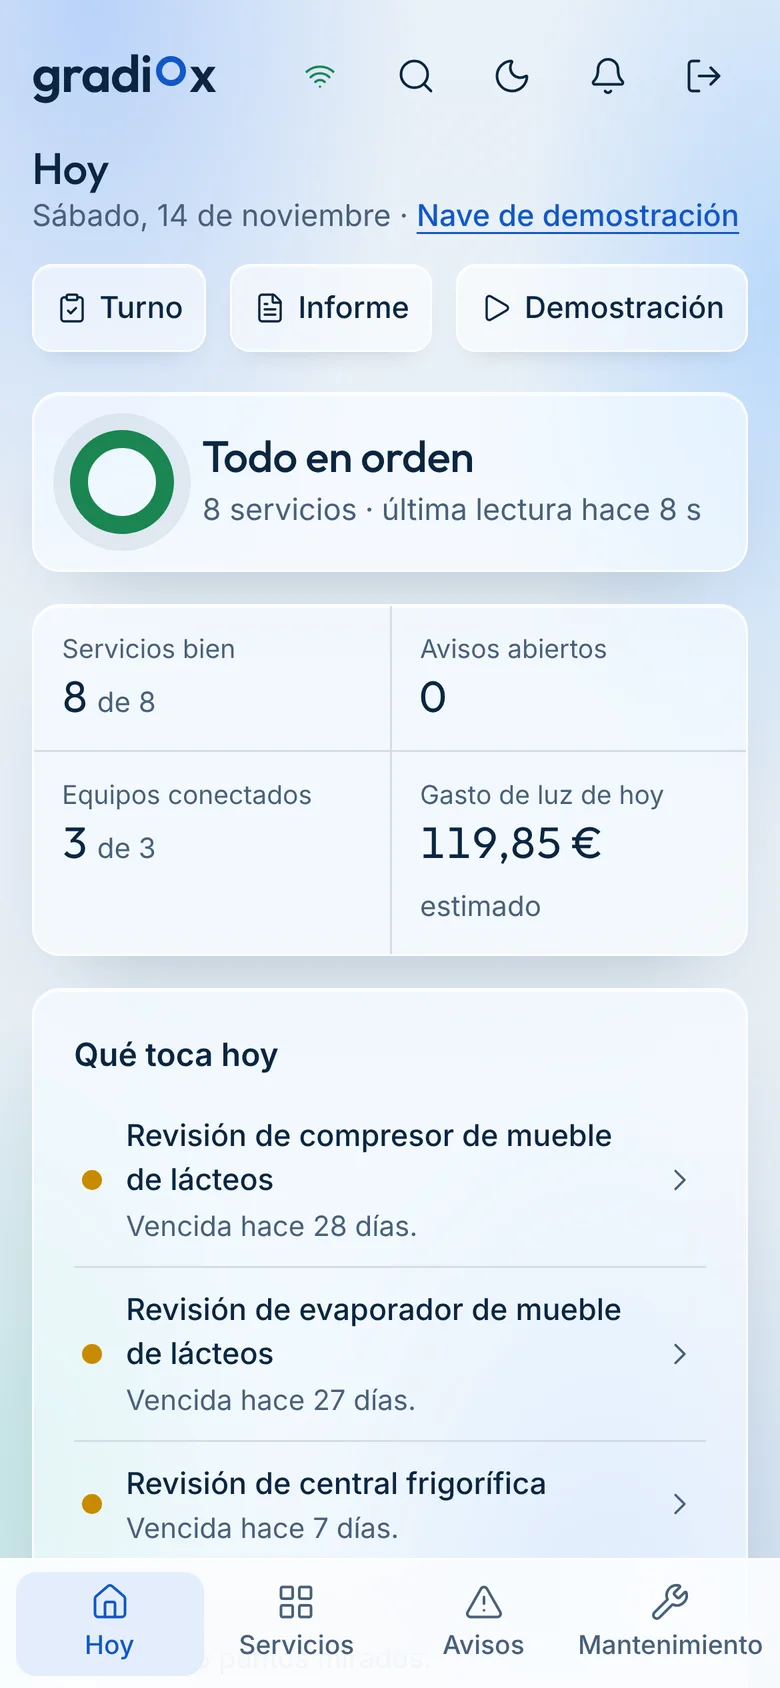 gradiox
Hoy
Sábado, 14 de noviembre · Nave de demostración
Turno
Informe
Demostración
Todo en orden
8 servicios · última lectura hace 8 s
Servicios bien
8 de 8
Avisos abiertos
0
Equipos conectados
3 de 3
Gasto de luz de hoy
119,85 €
estimado
Qué toca hoy
Revisión de compresor de mueble
de lácteos
Vencida hace 28 días.
Revisión de evaporador de mueble
de lácteos
Vencida hace 27 días.
Revisión de central frigorífica
Vencida hace 7 días.
puntos mirados.
Hoy
Servicios
Avisos
Mantenimiento